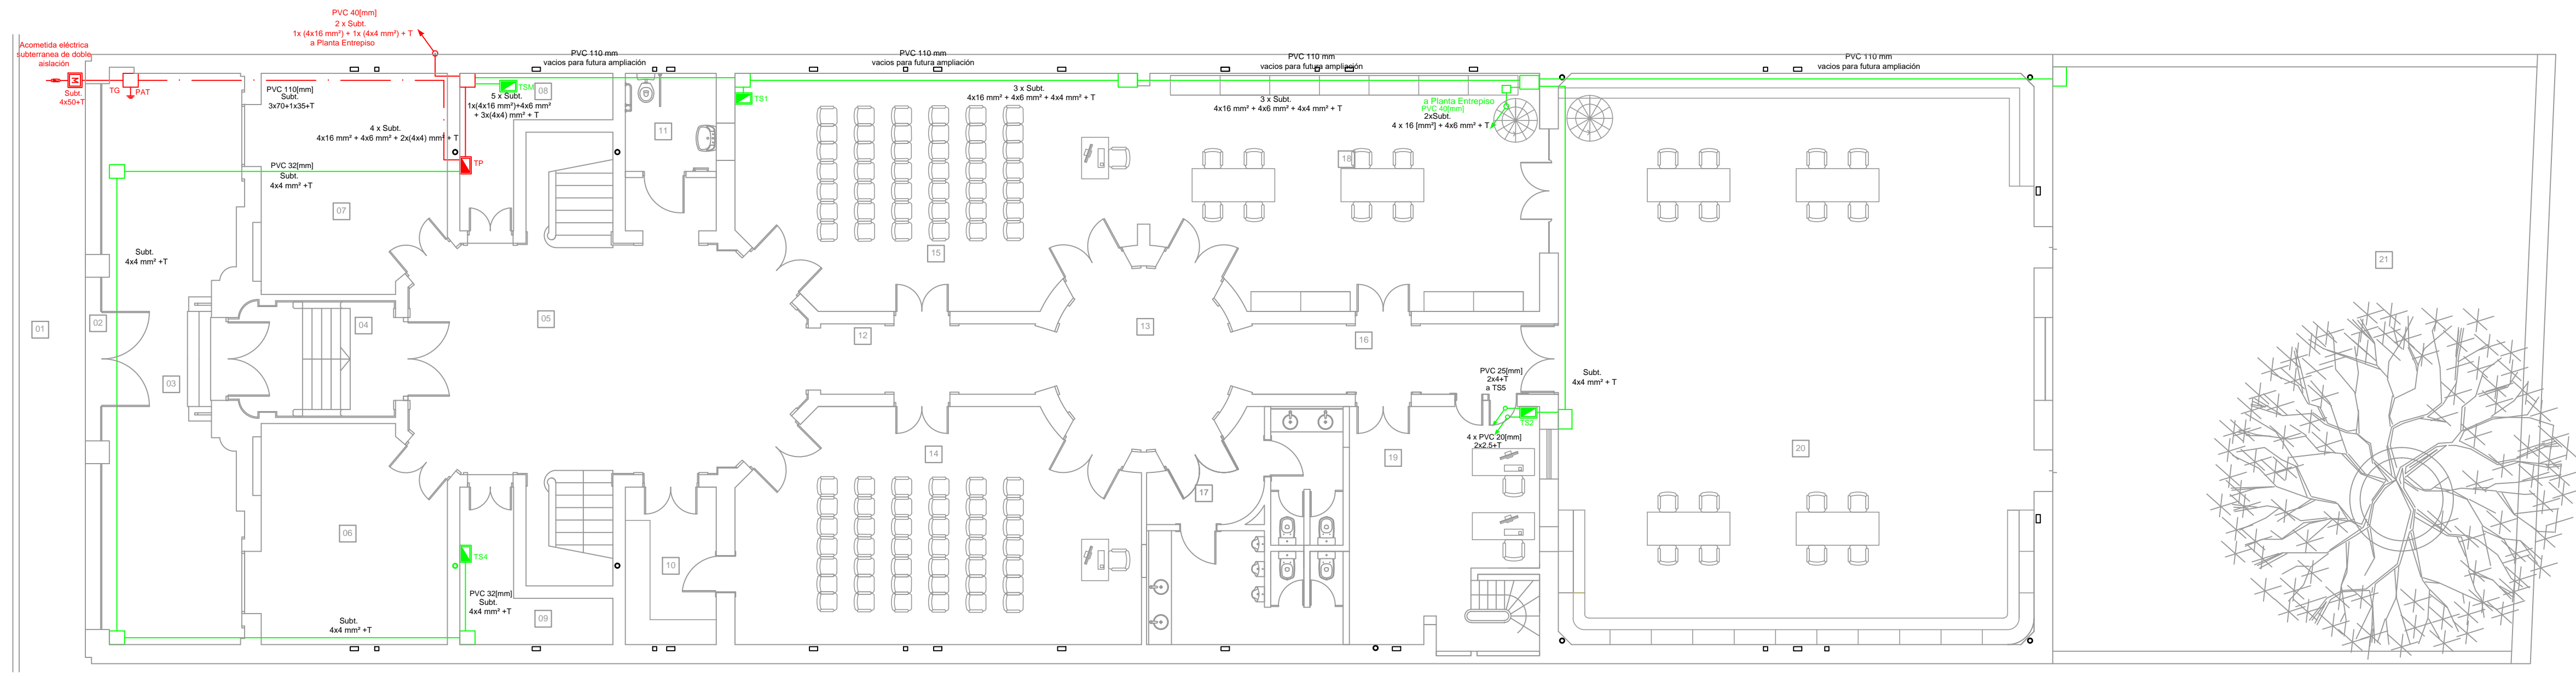 PVC 40[mm]
2 x Subt.
1x (4x16 mm²) + 1x (4x4 mm²) + T
a Planta Entrepiso
Acometida eléctrica
subterranea de doble
aislación
M
Subt.
4x50+T
TG
PAT
PVC 110[mm]
Subt.
3x70+1x35+T
4 x Subt.
4x16 mm² + 4x6 mm² + 2x(4x4) mm² + T
TP
PVC 32[mm]
Subt.
4x4 mm² +T
PVC 110 mm
vacios para futura ampliación
TSM
08
5 x Subt.
1x(4x16 mm²)+4x6 mm²
+ 3x(4x4) mm² + T
11
TS1
PVC 110 mm
vacios para futura ampliación
3 x Subt.
4x16 mm² + 4x6 mm² + 4x4 mm² + T
PVC 110 mm
vacios para futura ampliación
3 x Subt.
4x16 mm² + 4x6 mm² + 4x4 mm² + T
a Planta Entrepiso
PVC 40[mm]
2xSubt.
4 x 16 [mm²] + 4x6 mm² + T
PVC 110 mm
vacios para futura ampliación
18
07
15
21
Subt.
4x4 mm² +T
01
02
04
05
12
13
16
03
PVC 25[mm]
2x4+T
a TS5
Subt.
4x4 mm² + T
TS2
4 x PVC 20[mm]
2x2.5+T
14
19
20
17
06
TS4
10
PVC 32[mm]
Subt.
4x4 mm² +T
09
Subt.
4x4 mm² +T